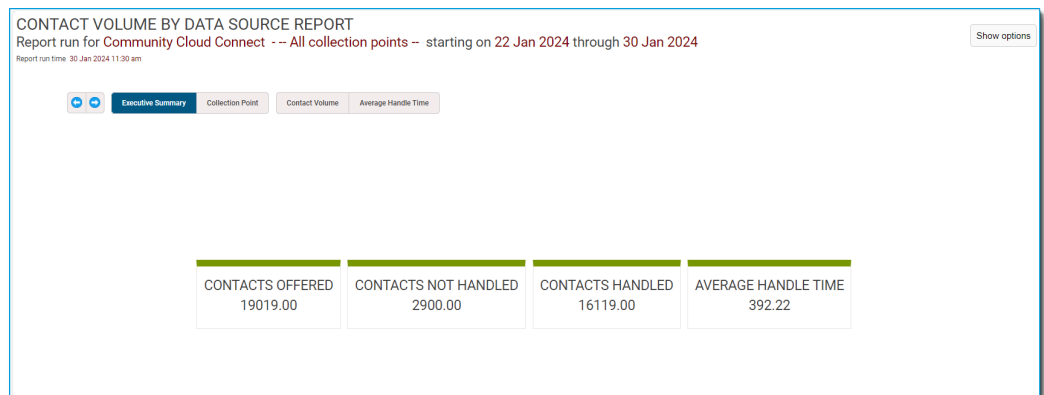 CONTACT VOLUME BY DATA SOURCE REPORT
Report run for Community Cloud Connect - -- All collection points -- starting on 22 Jan 2024 through 30 Jan 2024
Show options
Report run time 30 Jan 2024 11:30 am
Executive Summary Collection Point Contact Volume Average Handle Time
CONTACTS OFFERED CONTACTS NOT HANDLED CONTACTS HANDLED AVERAGE HANDLE TIME
19019.00 2900.00 16119.00 392.22